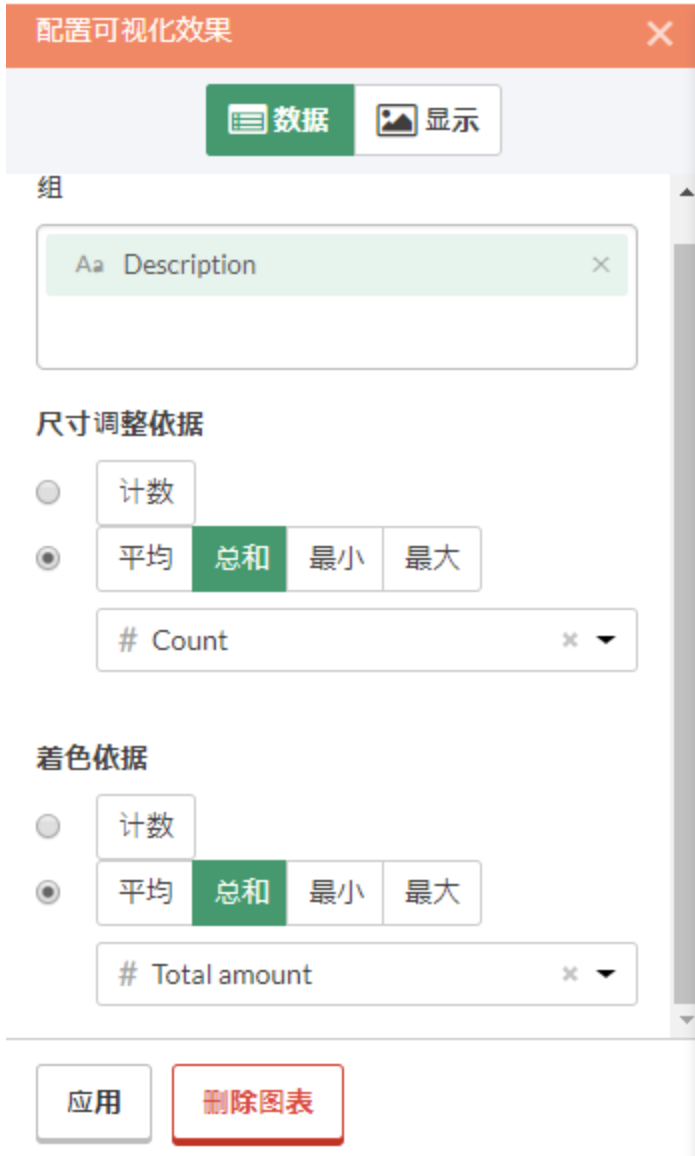 配置可视化效果
数据 显示
组
Aa Description
尺寸调整依据
计数
平均 总和 最小 最大
# Count
着色依据
计数
平均 总和 最小 最大
# Total amount
应用 删除图表